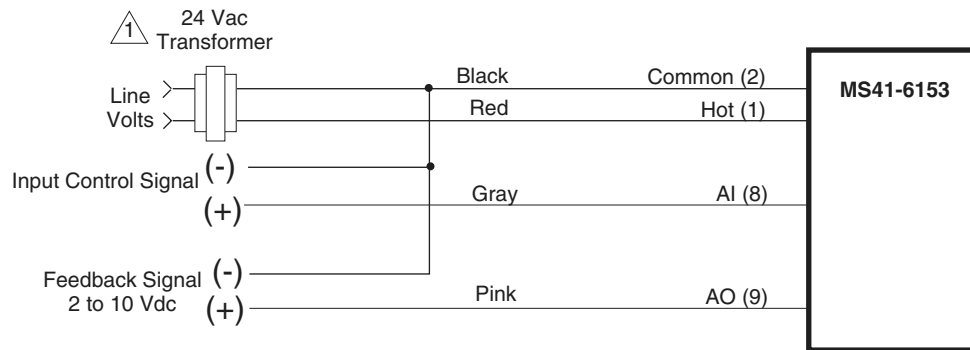 1
24 Vac
Transformer
Line
Volts
Black
Common (2)
MS41-6153
Red
Hot (1)
Input Control Signal (-)
(+)
Gray
AI (8)
Feedback Signal (-)
2 to 10 Vdc (+)
Pink
AO (9)